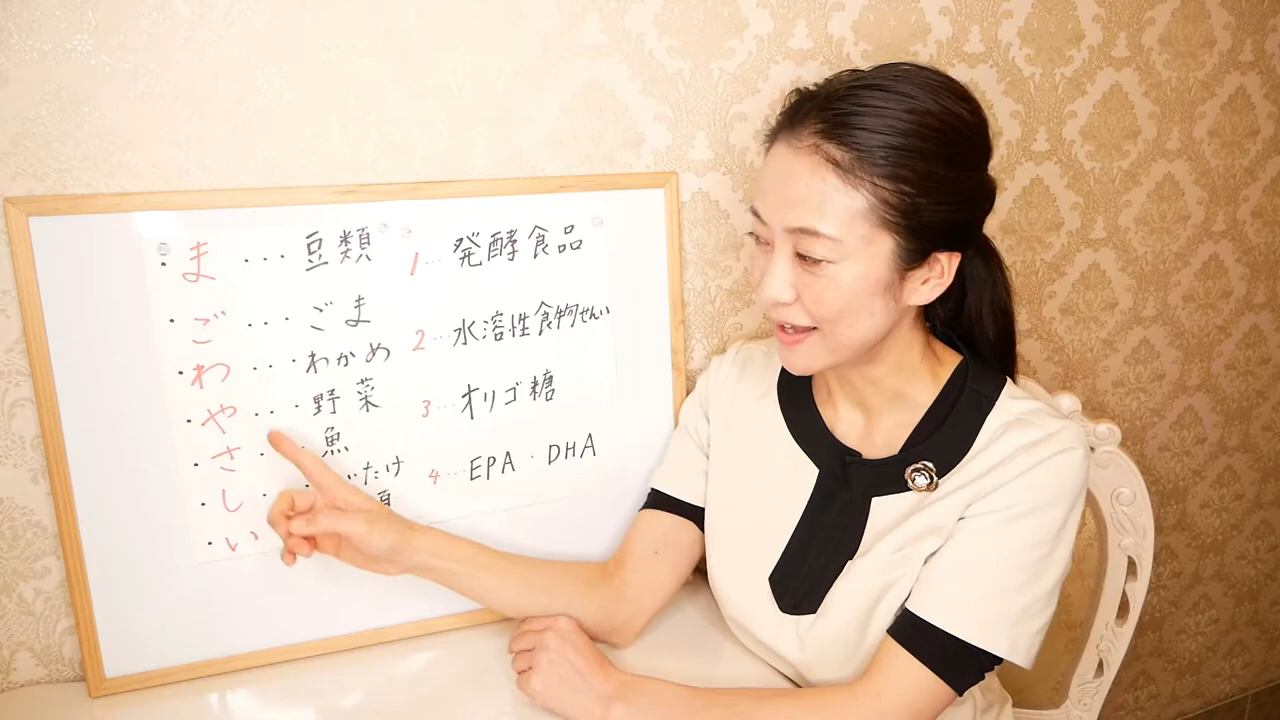 ・ま・・・豆類
・ご・・・ごま
・わ・・・わかめ
・や・・・野菜
・さ・・・魚
・し・・たけ
・い
1…発酵食品
2…水溶性食物せんい
3…オリゴ糖
4…EPA・DHA